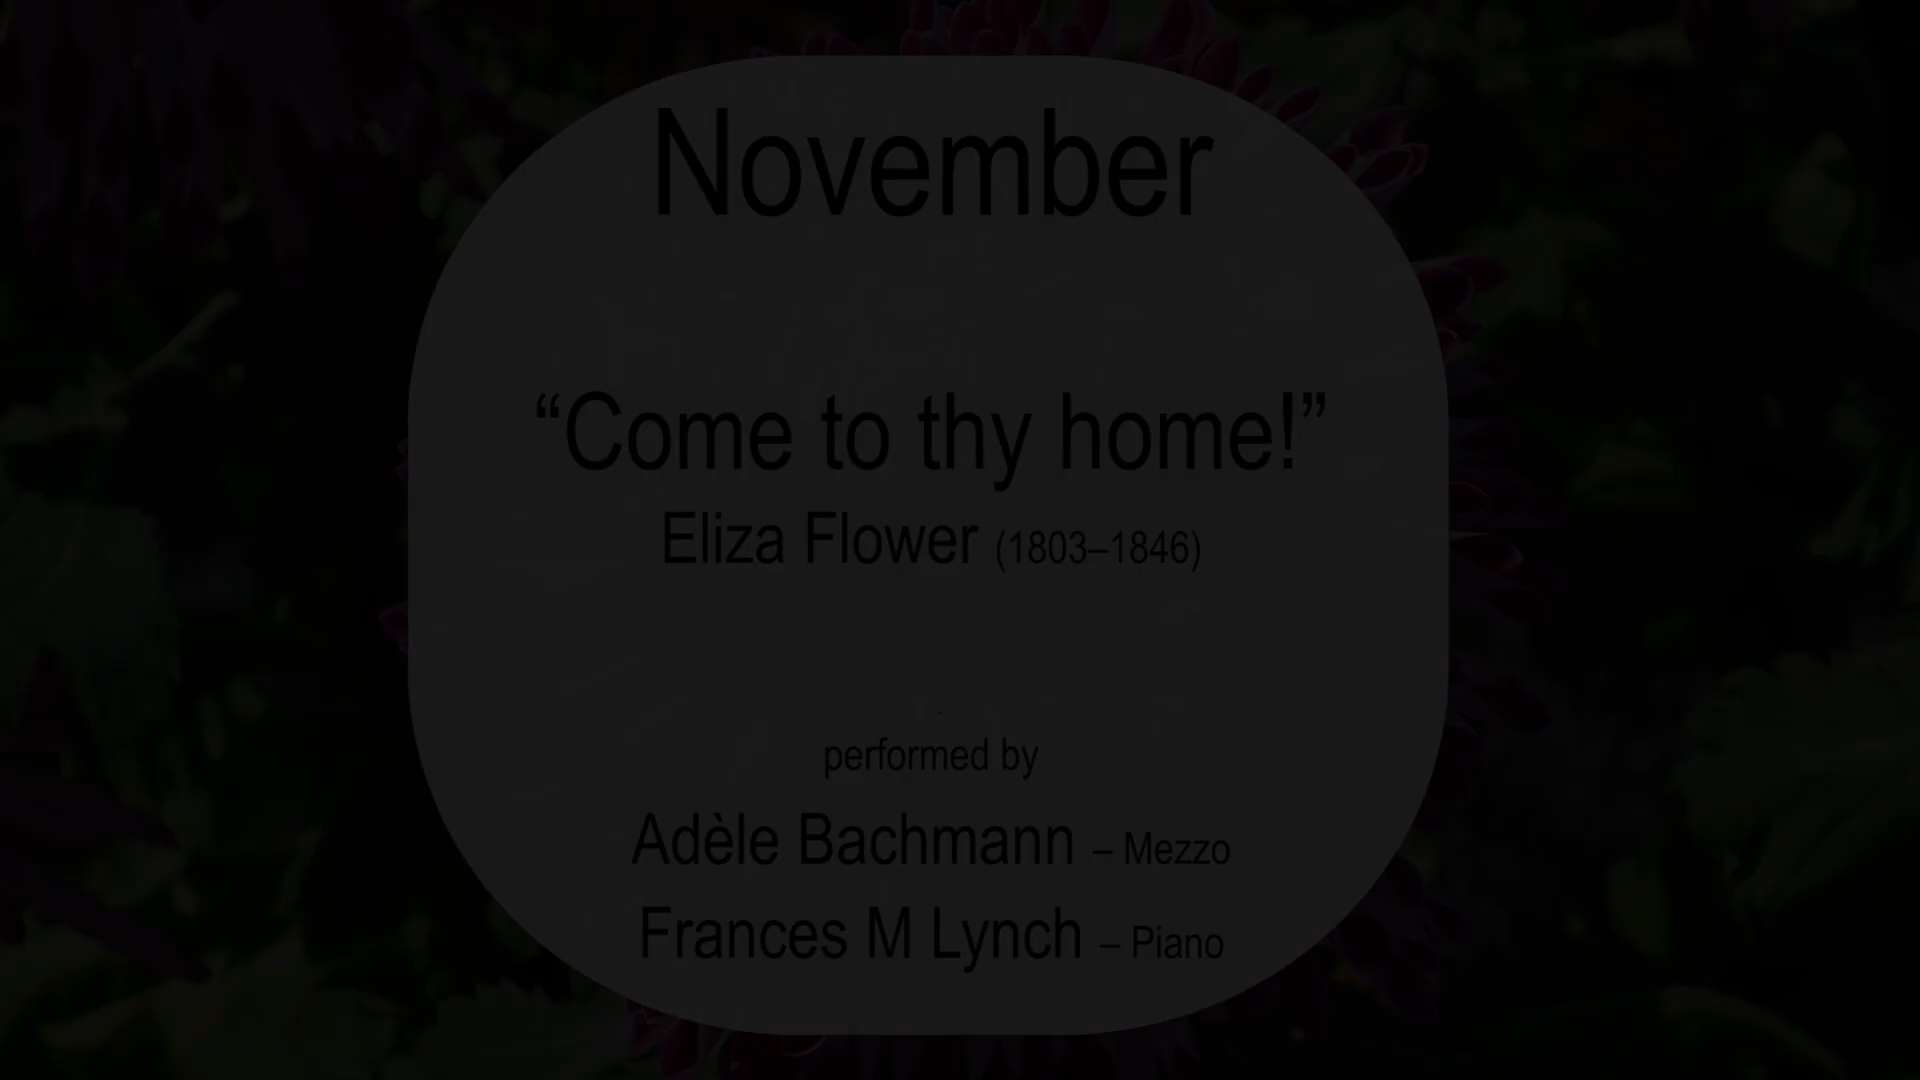 November
“Come to thy home!”
Eliza Flower (1803–1846)
performed by
Adèle Bachmann – Mezzo
Frances M Lynch – Piano